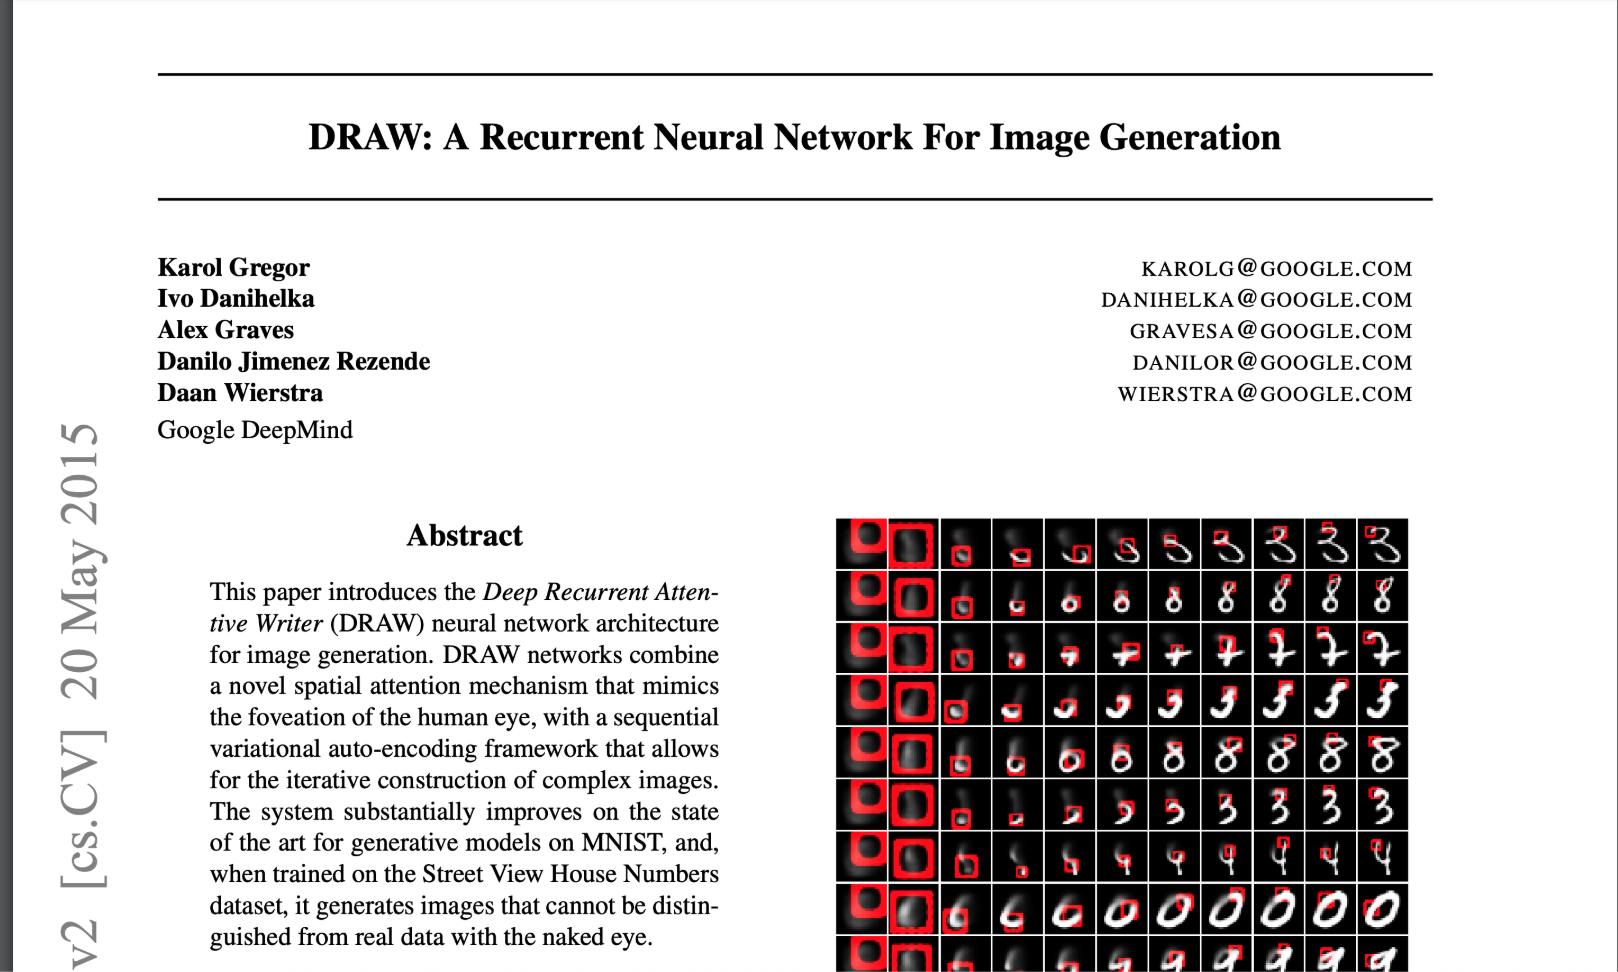 DRAW: A Recurrent Neural Network For Image Generation
Karol Gregor
KAROLG@GOOGLE.COM
Ivo Danihelka
DANIHELKA@GOOGLE.COM
Alex Graves
GRAVESA@GOOGLE.COM
Danilo Jimenez Rezende
DANILOR@GOOGLE.COM
Daan Wierstra
WIERSTRA@GOOGLE.COM
Google DeepMind
v2 [cs.CV] 20 May 2015
Abstract
This paper introduces the Deep Recurrent Atten-
tive Writer (DRAW) neural network architecture
for image generation. DRAW networks combine
a novel spatial attention mechanism that mimics
the foveation of the human eye, with a sequential
variational auto-encoding framework that allows
for the iterative construction of complex images.
The system substantially improves on the state
of the art for generative models on MNIST, and,
when trained on the Street View House Numbers
dataset, it generates images that cannot be distin-
guished from real data with the naked eye.